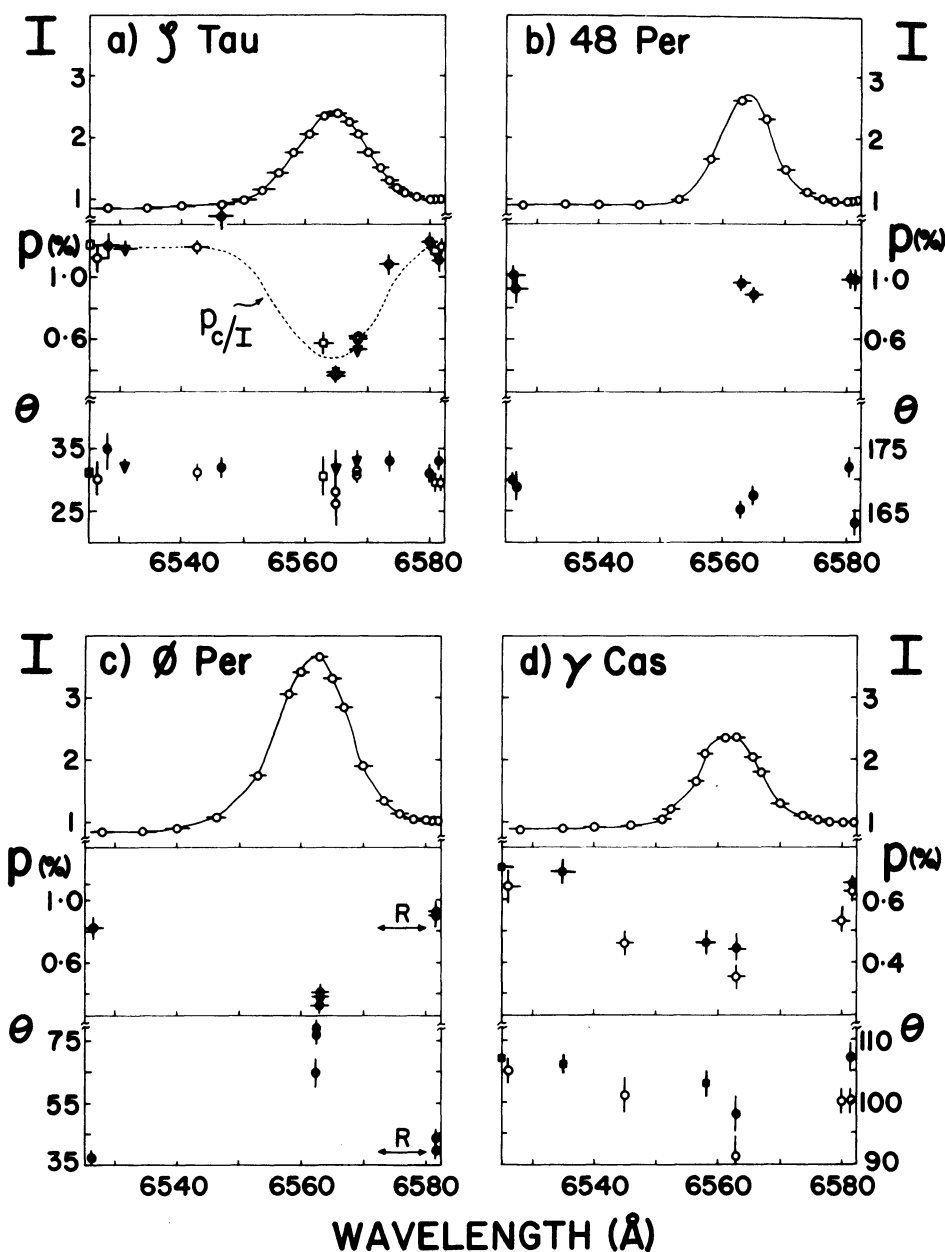 I a) ζ Tau
3
2
1
P(%)
1.0
0.6
Pc/I
θ
35
25
6540 6560 6580
b) 48 Per I
3
2
1
P(%)
1.0
0.6
θ
175
165
6540 6560 6580
I c) Ø Per
3
2
1
P(%)
1.0
0.6
R
θ
75
55
35
R
6540 6560 6580
d) γ Cas I
3
2
1
P(%)
0.6
0.4
θ
110
100
90
6540 6560 6580
WAVELENGTH (Å)